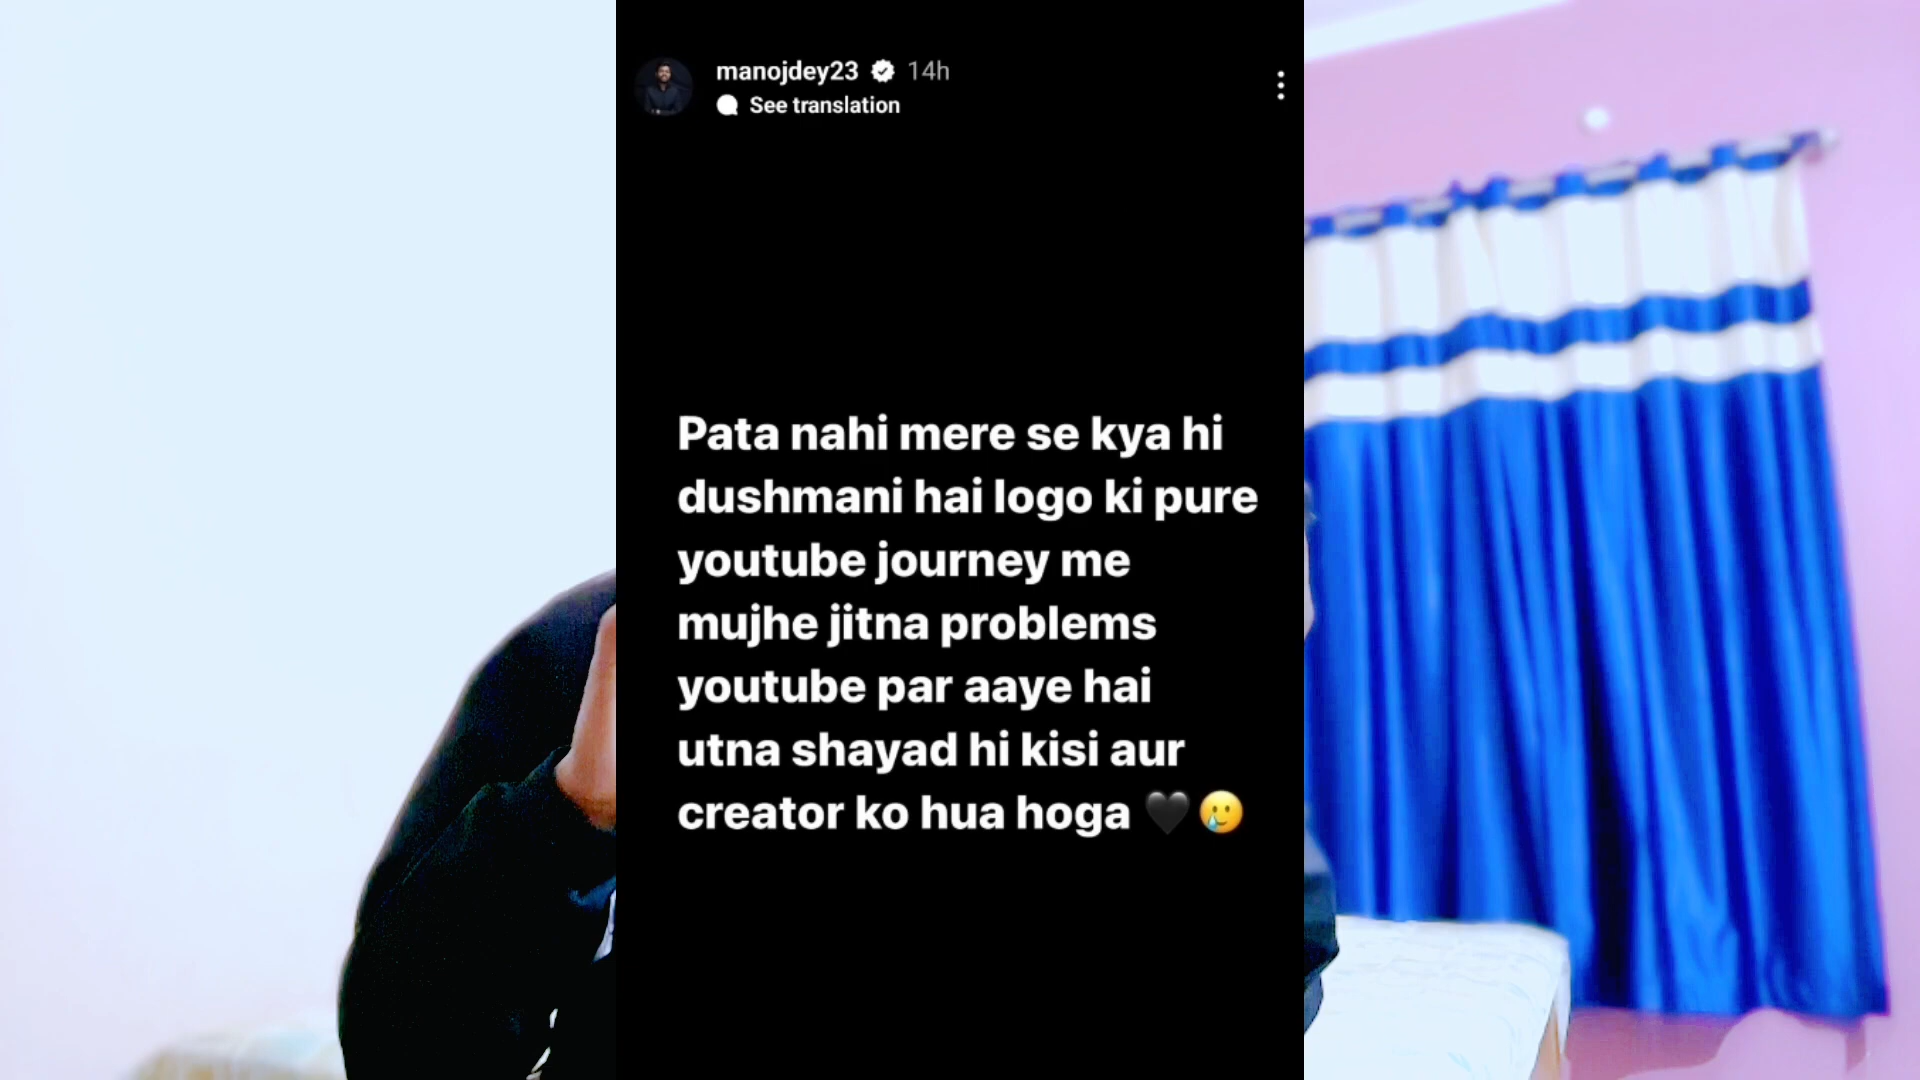 manojdey23 14h
See translation
Pata nahi mere se kya hi
dushmani hai logo ki pure
youtube journey me
mujhe jitna problems
youtube par aaye hai
utna shayad hi kisi aur
creator ko hua hoga 🖤🥲